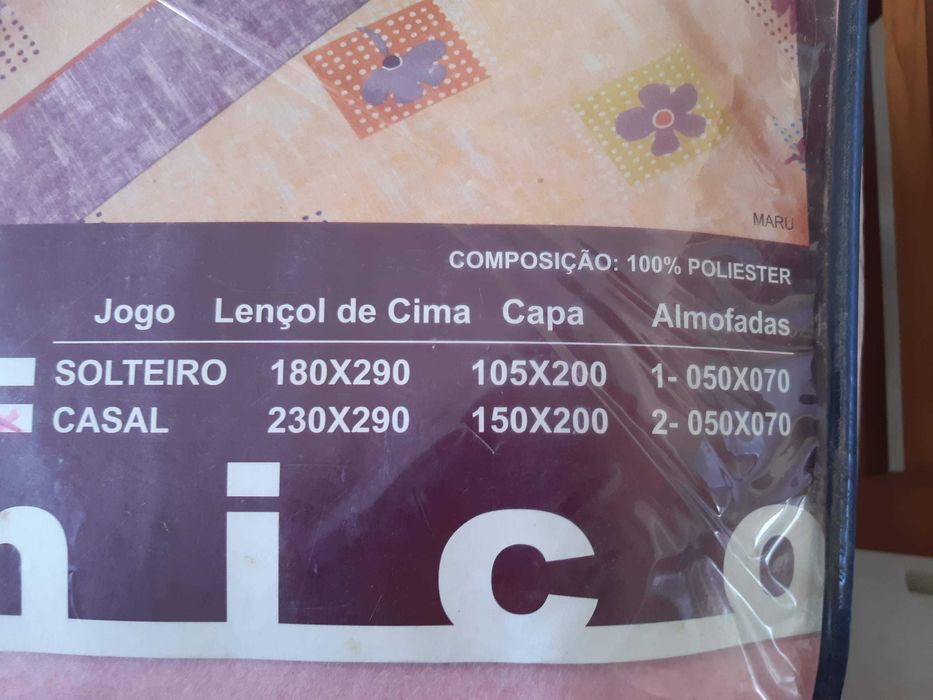 MARU
COMPOSIÇÃO: 100% POLIESTER
Jogo Lençol de Cima Capa Almofadas
SOLTEIRO 180X290 105X200 1- 050X070
CASAL 230X290 150X200 2- 050X070
nico